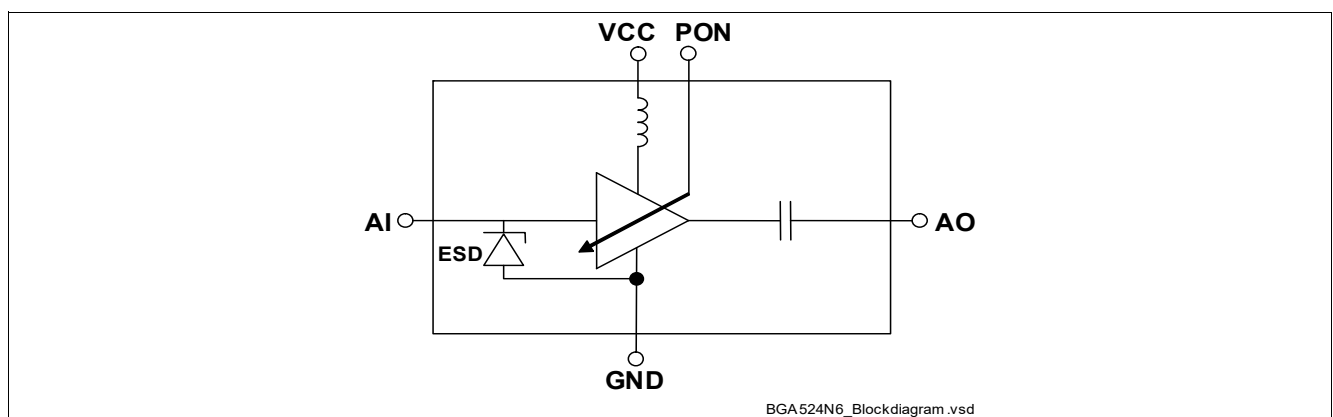 VCC PON
AI
AO
ESD
GND
BGA524N6_Blockdiagram.vsd